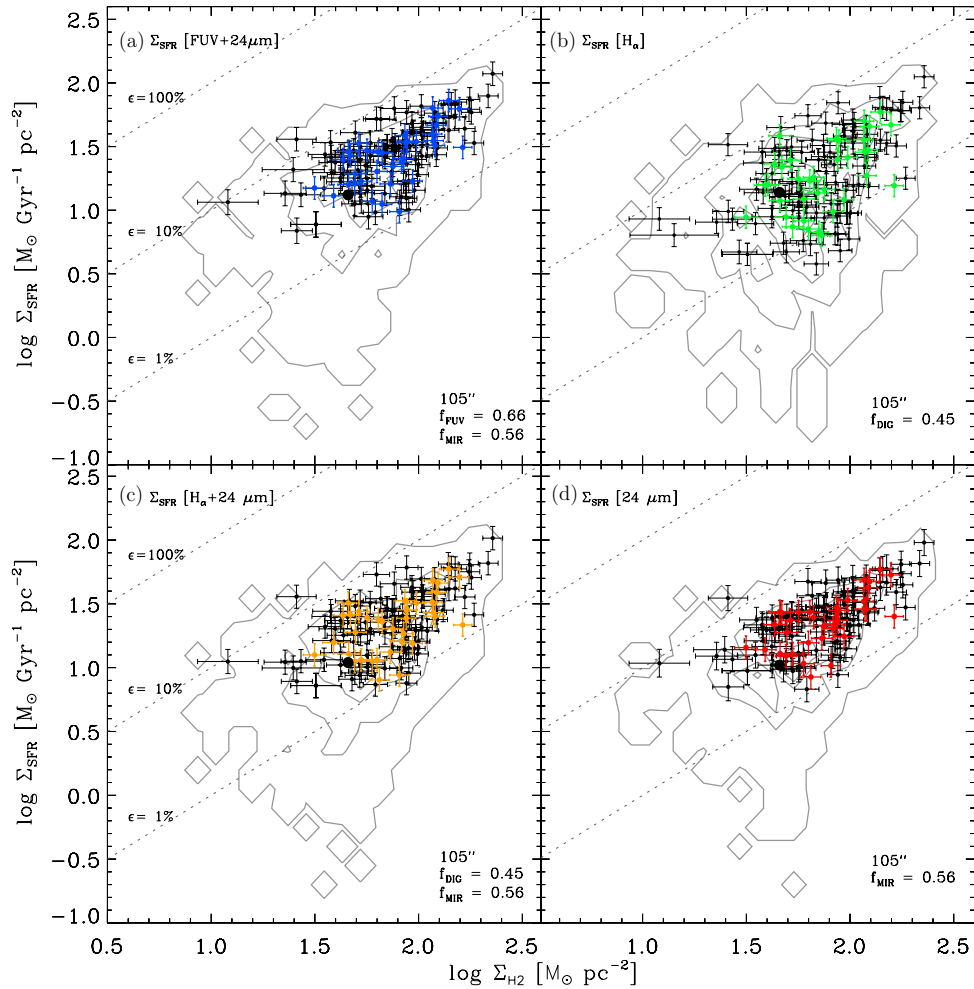 (a) Σ_SFR [FUV+24μm]
ε= 100%
ε= 10%
ε= 1%
105″
f_FUV = 0.66
f_MIR = 0.56
2.5
2.0
1.5
1.0
0.5
0.0
−0.5
−1.0
log Σ_SFR [M_⊙ Gyr⁻¹ pc⁻²]
(b) Σ_SFR [H_α]
105″
f_DIG = 0.45
(c) Σ_SFR [H_α+24 μm]
ε= 100%
ε= 10%
ε= 1%
105″
f_DIG = 0.45
f_MIR = 0.56
2.0
1.5
1.0
0.5
0.0
−0.5
−1.0
log Σ_SFR [M_⊙ Gyr⁻¹ pc⁻²]
(d) Σ_SFR [24 μm]
105″
f_MIR = 0.56
0.5 1.0 1.5 2.0 2.5 1.0 1.5 2.0 2.5
log Σ_H2 [M_⊙ pc⁻²]